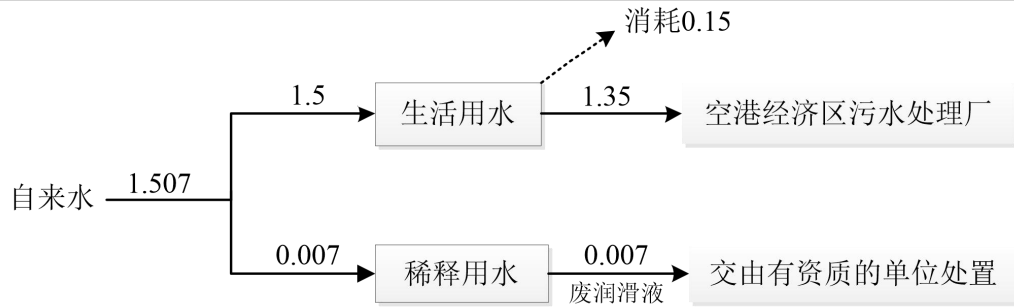 消耗0.15
1.5
生活用水
1.35
空港经济区污水处理厂
自来水
1.507
0.007
稀释用水
0.007
废润滑液
交由有资质的单位处置